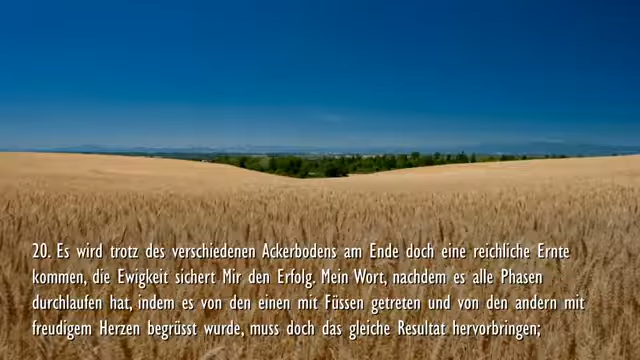 20. Es wird trotz des verschiedenen Ackerbodens am Ende doch eine reichliche Ernte
kommen, die Ewigkeit sichert Mir den Erfolg. Mein Wort, nachdem es alle Phasen
durchlaufen hat, indem es von den einen mit Füssen getreten und von den andern mit
freudigem Herzen begrüsst wurde, muss doch das gleiche Resultat hervorbringen;